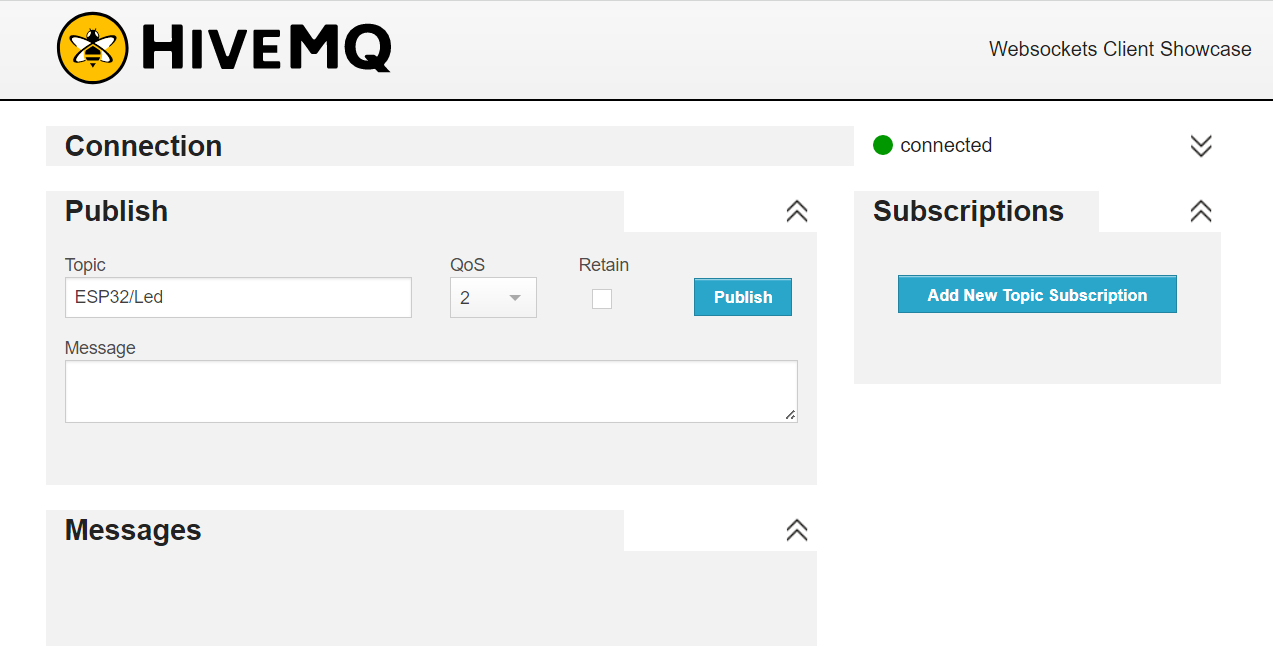 HIVEMQ
Websockets Client Showcase
Connection
connected
Publish
Subscriptions
Topic
QoS
Retain
ESP32/Led
2
Publish
Add New Topic Subscription
Message
Messages